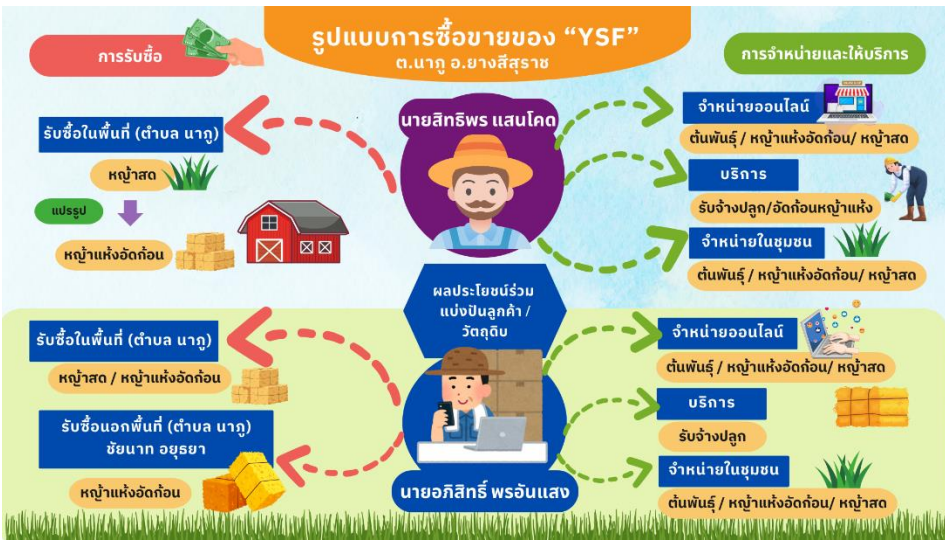 รูปแบบการซื้อขายของ “YSF”
ต.นาภู อ.ยางสีสุราช
การรับซื้อ
การจำหน่ายและให้บริการ
นายสิทธิพร แสนโคด
รับซื้อในพื้นที่ (ตำบล นาภู)
หญ้าสด
แปรรูป
หญ้าแห้งอัดก้อน
จำหน่ายออนไลน์
ต้นพันธุ์ / หญ้าแห้งอัดก้อน/ หญ้าสด
บริการ
รับจ้างปลูก/อัดก้อนหญ้าแห้ง
จำหน่ายในชุมชน
ต้นพันธุ์ / หญ้าแห้งอัดก้อน/ หญ้าสด
ผลประโยชน์ร่วม
แบ่งปันลูกค้า /
วัตถุดิบ
รับซื้อในพื้นที่ (ตำบล นาภู)
หญ้าสด / หญ้าแห้งอัดก้อน
รับซื้อนอกพื้นที่ (ตำบล นาภู)
ชัยนาท อยุธยา
หญ้าแห้งอัดก้อน
นายอภิสิทธิ์ พรอันแสง
จำหน่ายออนไลน์
ต้นพันธุ์ / หญ้าแห้งอัดก้อน/ หญ้าสด
บริการ
รับจ้างปลูก
จำหน่ายในชุมชน
ต้นพันธุ์ / หญ้าแห้งอัดก้อน/ หญ้าสด